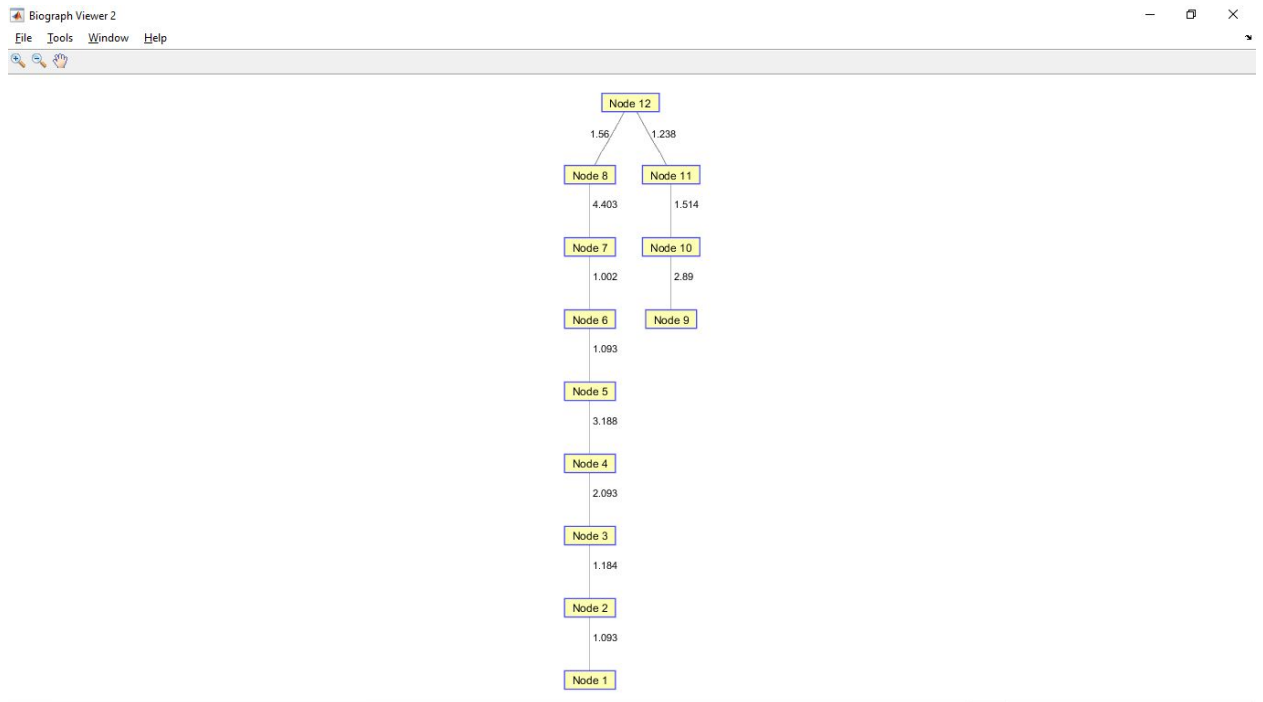 Biograph Viewer 2
File Tools Window Help
Node 12
1.56 1.238
Node 8 Node 11
4.403 1.514
Node 7 Node 10
1.002 2.89
Node 6 Node 9
1.093
Node 5
3.188
Node 4
2.093
Node 3
1.184
Node 2
1.093
Node 1